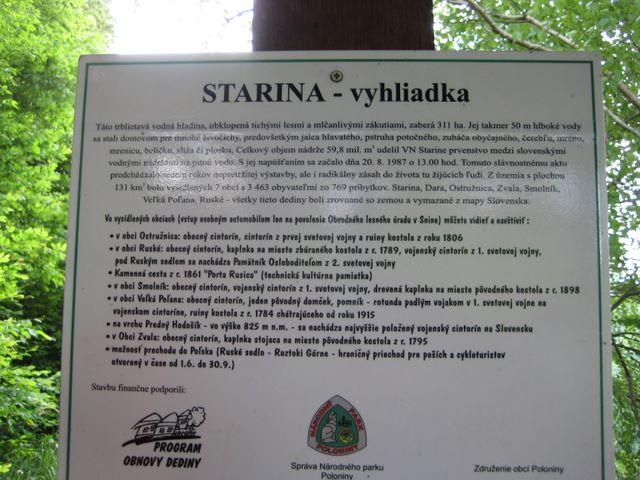 STARINA - vyhliadka
Táto trblietavá vodná hladina, obklopená tichými lesmi a mlčanlivými zákutiami, zaberá 311 ha. Jej takmer 50 m hlboké vody
sa stali domovom pre mnohé živočíchy, predovšetkým jalca hlavatého, pstruha potočného, zubáča obyčajného, čerebľu, mrenu,
mrenicu, beličku, slíža či plosku. Celkový objem nádrže 59,8 mil. m³ udelil VN Starine prvenstvo medzi slovenskými
vodnými nádržami na pitnú vodu. S jej napúšťaním sa začalo dňa 20. 8. 1987 o 13.00 hod. Tomuto slávnostnému aktu
predchádzalo sedem rokov nepretržitej výstavby, ale i radikálny zásah do života tu žijúcich ľudí. Z územia s plochou
131 km² bolo vysídlených 7 obcí s 3 463 obyvateľmi zo 769 príbytkov. Starina, Dara, Ostružnica, Zvala, Smolník,
Veľká Poľana, Ruské - všetky tieto dediny boli zrovnané so zemou a vymazané z mapy Slovenska.
Vo vysídlených obciach (vstup osobným automobilom len na povolenie Obvodného lesného úradu v Snine) môžete vidieť a navštíviť :
• v obci Ostružnica: obecný cintorín, cintorín z prvej svetovej vojny a ruiny kostola z roku 1806
• v obci Ruské: obecný cintorín, kaplnka na mieste zbúraného kostola z r. 1789, vojenský cintorín z 1. svetovej vojny,
pod Ruským sedlom sa nachádza Pamätník Osloboditeľom z 2. svetovej vojny
• Kamenná cesta z r. 1861 "Porta Rusica" (technická kultúrna pamiatka)
• v obci Smolník: obecný cintorín, vojenský cintorín z 1. svetovej vojny, drevená kaplnka na mieste pôvodného kostola z r. 1898
• v obci Veľká Poľana: obecný cintorín, jeden pôvodný domček, pomník - rotunda padlým vojakom v 1. svetovej vojne na
vojenskom cintoríne, ruiny kostola z r. 1784 chátrajúceho od roku 1915
• na vrchu Predný Hodošík - vo výške 825 m n.m. - sa nachádza najvyššie položený vojenský cintorín na Slovensku
• v Obci Zvala: obecný cintorín, kaplnka stojaca na mieste pôvodného kostola z r. 1795
• možnosť prechodu do Poľska (Ruské sedlo - Roztoki Górne - hraničný priechod pre peších a cykloturistov
otvorený v čase od 1.6. do 30.9.)
Stavbu finančne podporili:
PROGRAM
OBNOVY DEDINY
NÁRODNÝ PARK
POLONINY
Správa Národného parku
Poloniny
Združenie obcí Poloniny